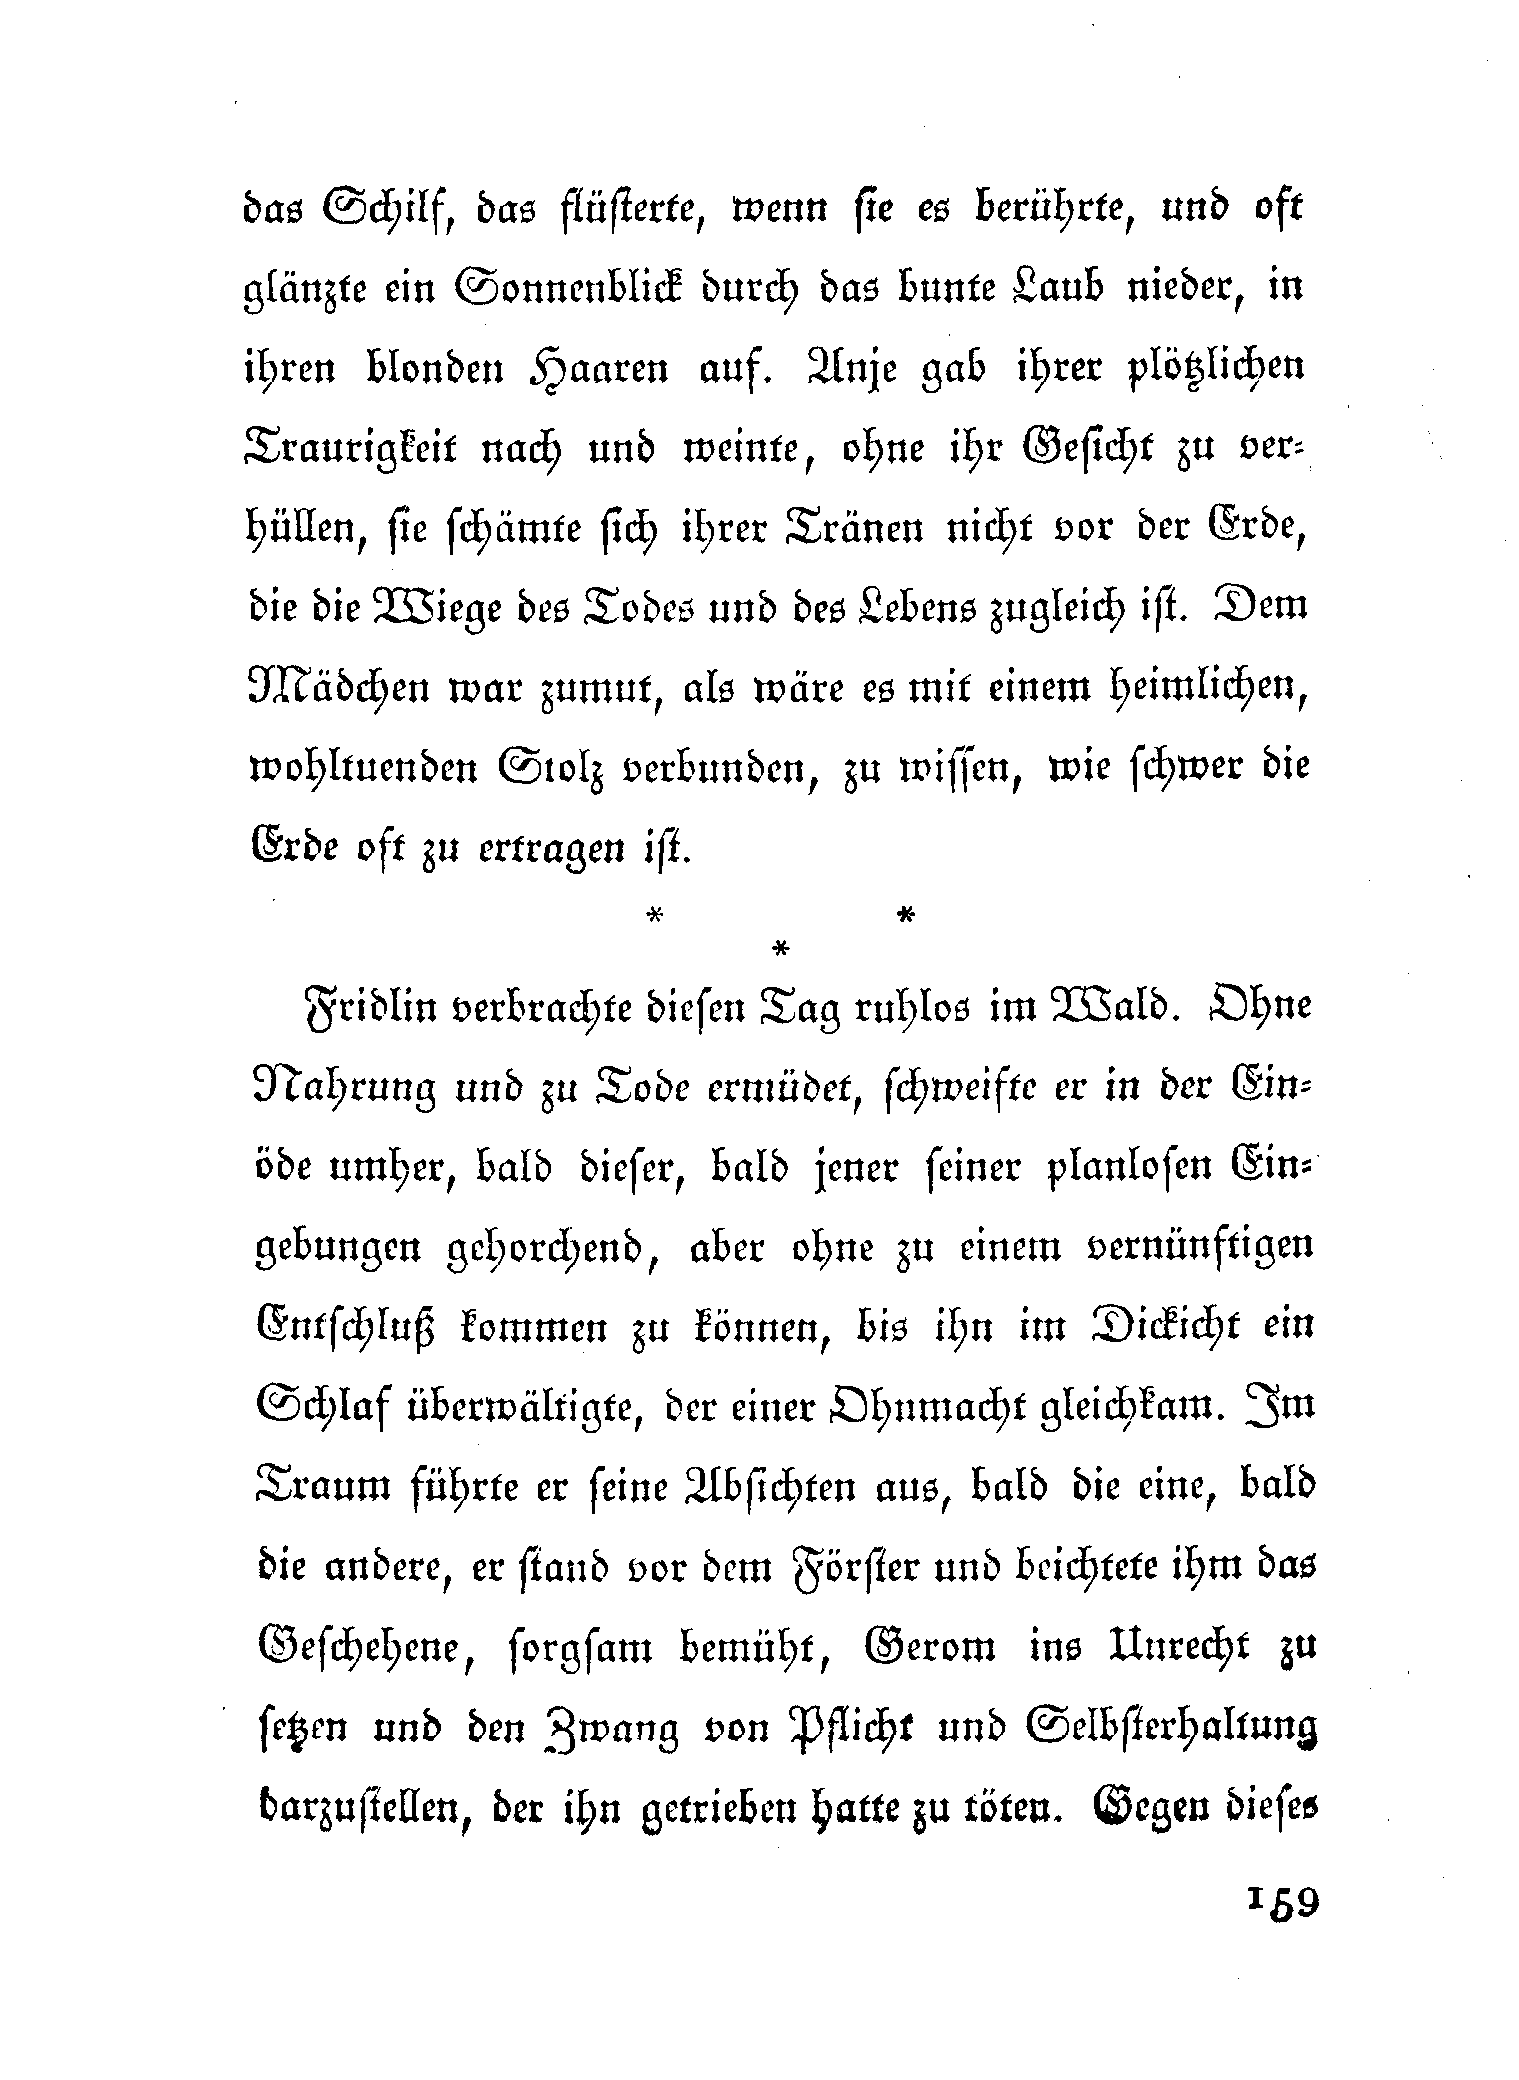 das Schilf, das flüsterte, wenn sie es berührte, und oft
glänzte ein Sonnenblick durch das bunte Laub nieder, in
ihren blonden Haaren auf. Anje gab ihrer plötzlichen
Traurigkeit nach und weinte, ohne ihr Gesicht zu ver-
hüllen, sie schämte sich ihrer Tränen nicht vor der Erde,
die die Wiege des Todes und des Lebens zugleich ist. Dem
Mädchen war zumut, als wäre es mit einem heimlichen,
wohltuenden Stolz verbunden, zu wissen, wie schwer die
Erde oft zu ertragen ist.
* *
*
Fridlin verbrachte diesen Tag ruhlos im Wald. Ohne
Nahrung und zu Tode ermüdet, schweifte er in der Ein-
öde umher, bald dieser, bald jener seiner planlosen Ein-
gebungen gehorchend, aber ohne zu einem vernünftigen
Entschluß kommen zu können, bis ihn im Dickicht ein
Schlaf überwältigte, der einer Ohnmacht gleichkam. Im
Traum führte er seine Absichten aus, bald die eine, bald
die andere, er stand vor dem Förster und beichtete ihm das
Geschehene, sorgsam bemüht, Gerom ins Unrecht zu
setzen und den Zwang von Pflicht und Selbsterhaltung
darzustellen, der ihn getrieben hatte zu töten. Gegen dieses
159